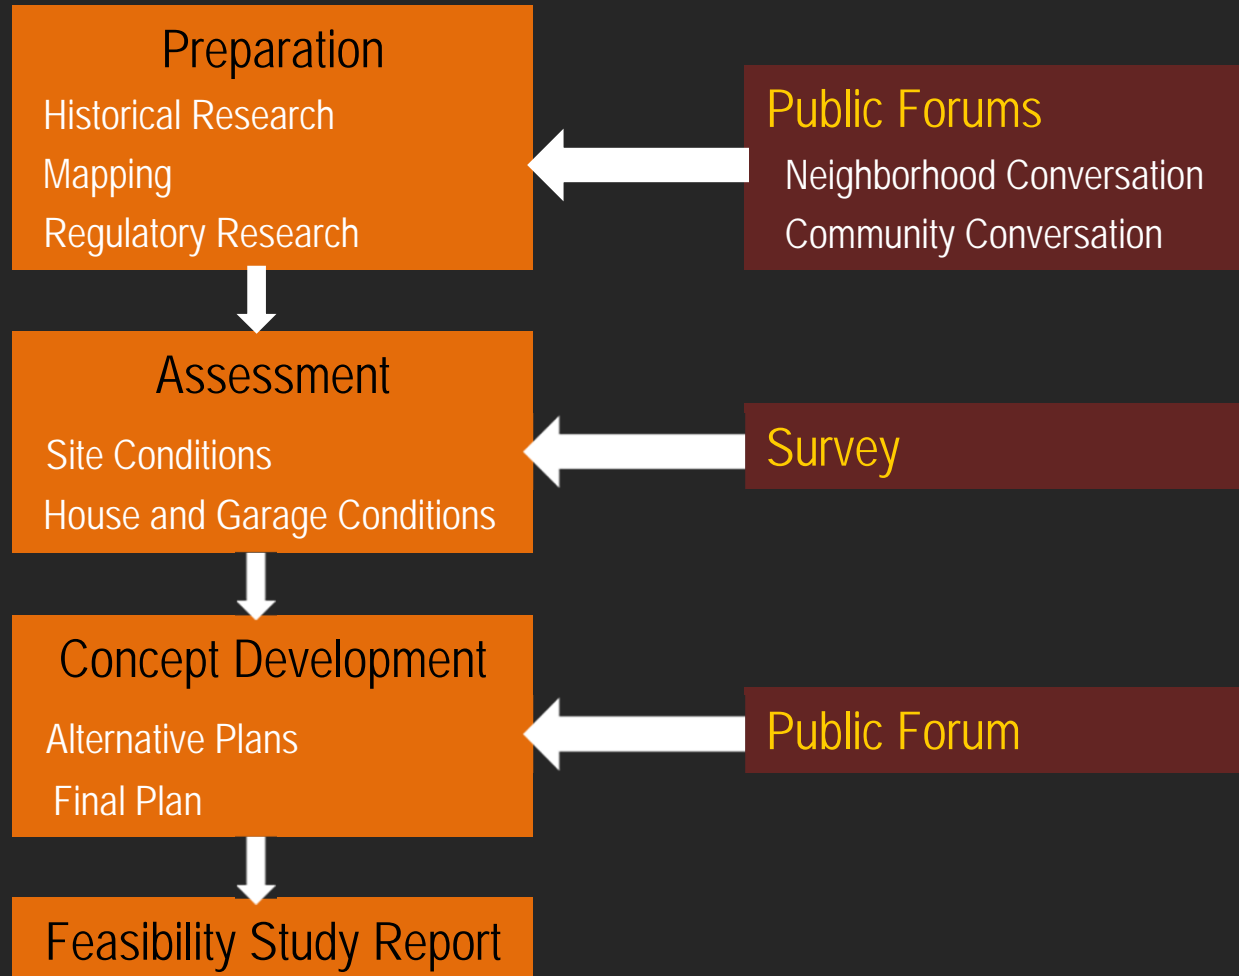 Preparation
Historical Research
Mapping
Regulatory Research
Public Forums
Neighborhood Conversation
Community Conversation
Assessment
Site Conditions
House and Garage Conditions
Survey
Concept Development
Alternative Plans
Final Plan
Public Forum
Feasibility Study Report